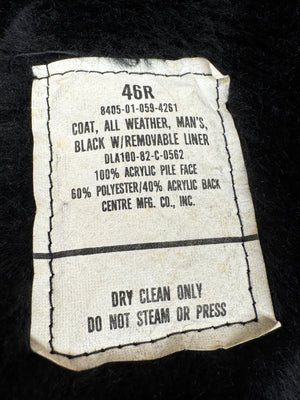 46R
8405-01-059-4261
COAT, ALL WEATHER, MAN'S,
BLACK W/REMOVABLE LINER
DLA100-82-C-0562
100% ACRYLIC PILE FACE
60% POLYESTER/40% ACRYLIC BACK
CENTRE MFG. CO., INC.
DRY CLEAN ONLY
DO NOT STEAM OR PRESS